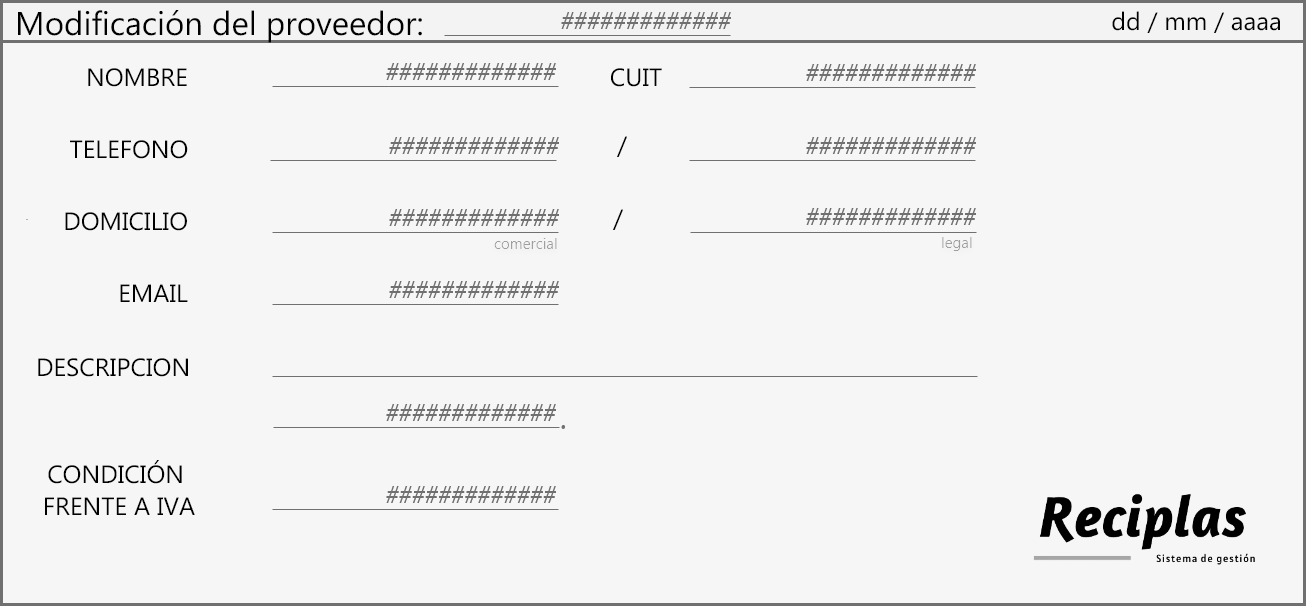 Modificación del proveedor: ############# dd / mm / aaaa
NOMBRE ############# CUIT #############
TELEFONO ############# / #############
DOMICILIO ############# / #############
comercial legal
EMAIL #############
DESCRIPCION
#############.
CONDICIÓN
FRENTE A IVA #############
Reciplas
Sistema de gestión